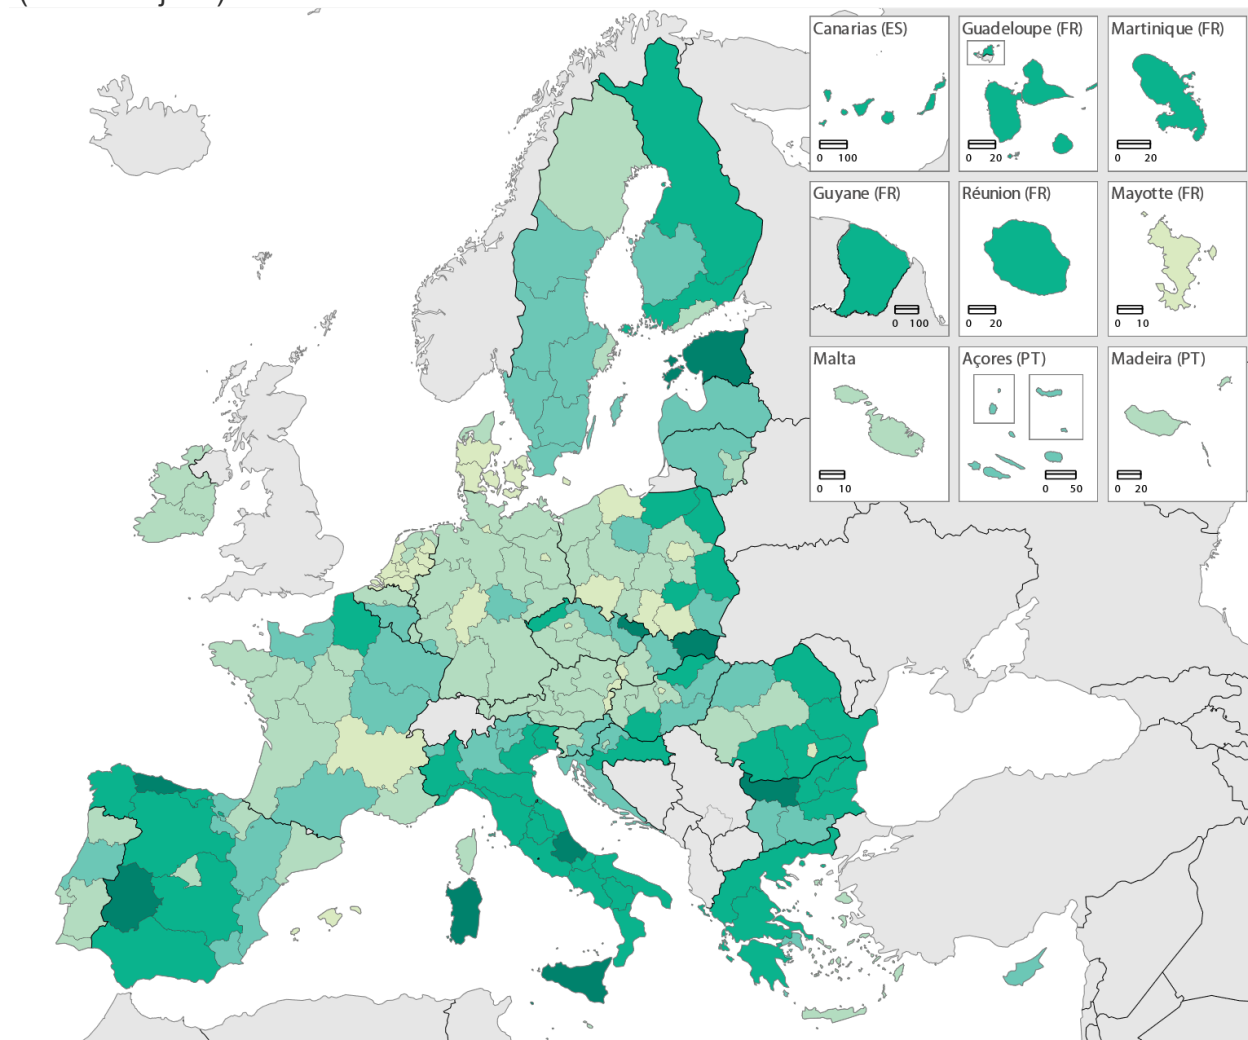 Canarias (ES)
0 100
Guadeloupe (FR)
0 20
Martinique (FR)
0 20
Guyane (FR)
0 100
Réunion (FR)
0 20
Mayotte (FR)
0 10
Malta
0 10
Açores (PT)
0 50
Madeira (PT)
0 20